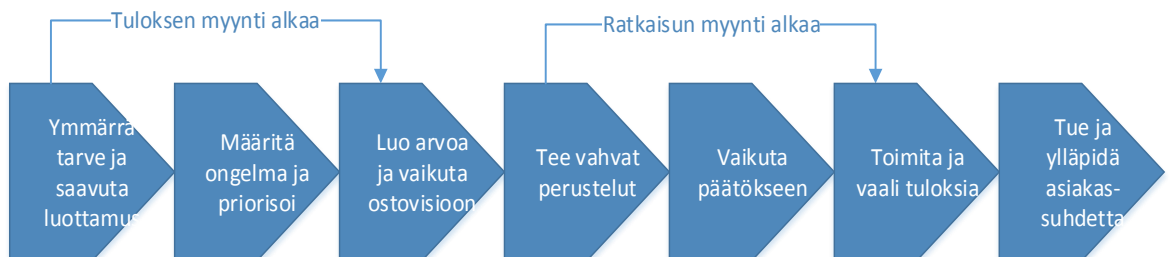 Tuloksen myynti alkaa
Ratkaisun myynti alkaa
Ymmärrä
tarve ja
saavuta
luottamus
Määritä
ongelma ja
priorisoi
Luo arvoa
ja vaikuta
ostovisioon
Tee vahvat
perustelut
Vaikuta
päätökseen
Toimita ja
vaali tuloksia
Tue ja
ylläpidä
asiakas-
suhdetta